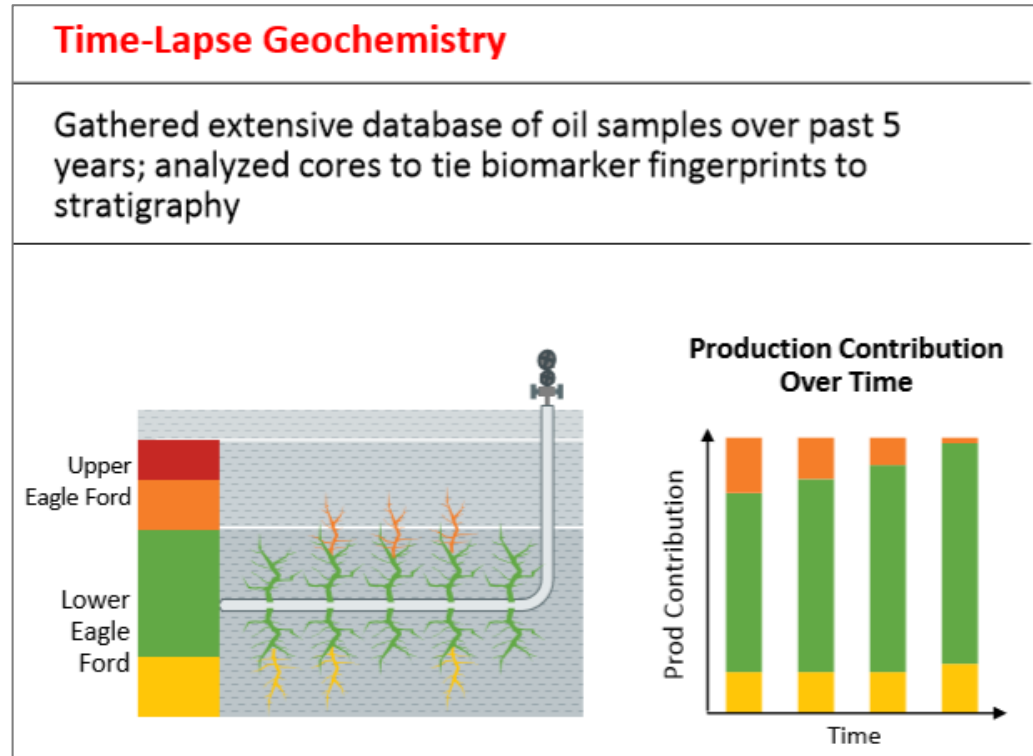 Time-Lapse Geochemistry
Gathered extensive database of oil samples over past 5
years; analyzed cores to tie biomarker fingerprints to
stratigraphy
Production Contribution
Over Time
Upper
Eagle Ford
Lower
Eagle
Ford
Prod Contribution
Time